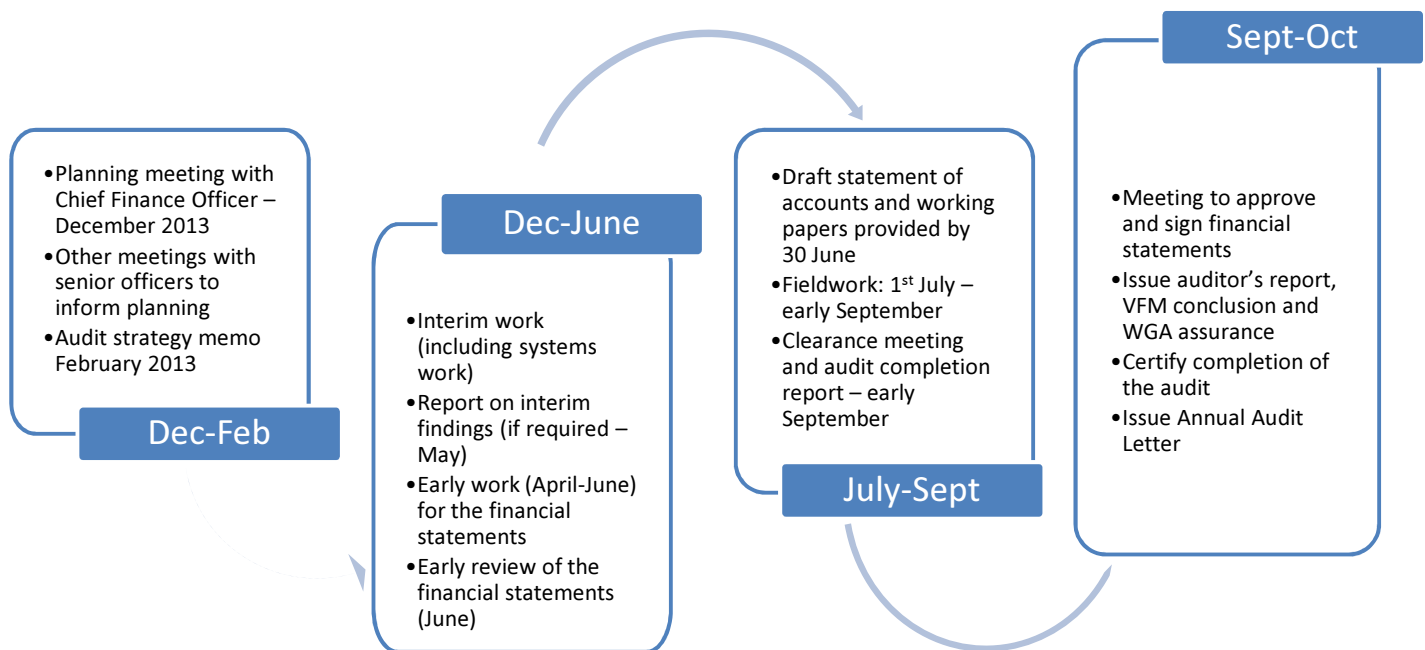 •Planning meeting with
Chief Finance Officer –
December 2013
•Other meetings with
senior officers to
inform planning
•Audit strategy memo
February 2013
Dec-Feb
Dec-June
•Interim work
(including systems
work)
•Report on interim
findings (if required –
May)
•Early work (April-June)
for the financial
statements
•Early review of the
financial statements
(June)
•Draft statement of
accounts and working
papers provided by
30 June
•Fieldwork: 1st July –
early September
•Clearance meeting
and audit completion
report – early
September
July-Sept
Sept-Oct
•Meeting to approve
and sign financial
statements
•Issue auditor’s report,
VFM conclusion and
WGA assurance
•Certify completion of
the audit
•Issue Annual Audit
Letter